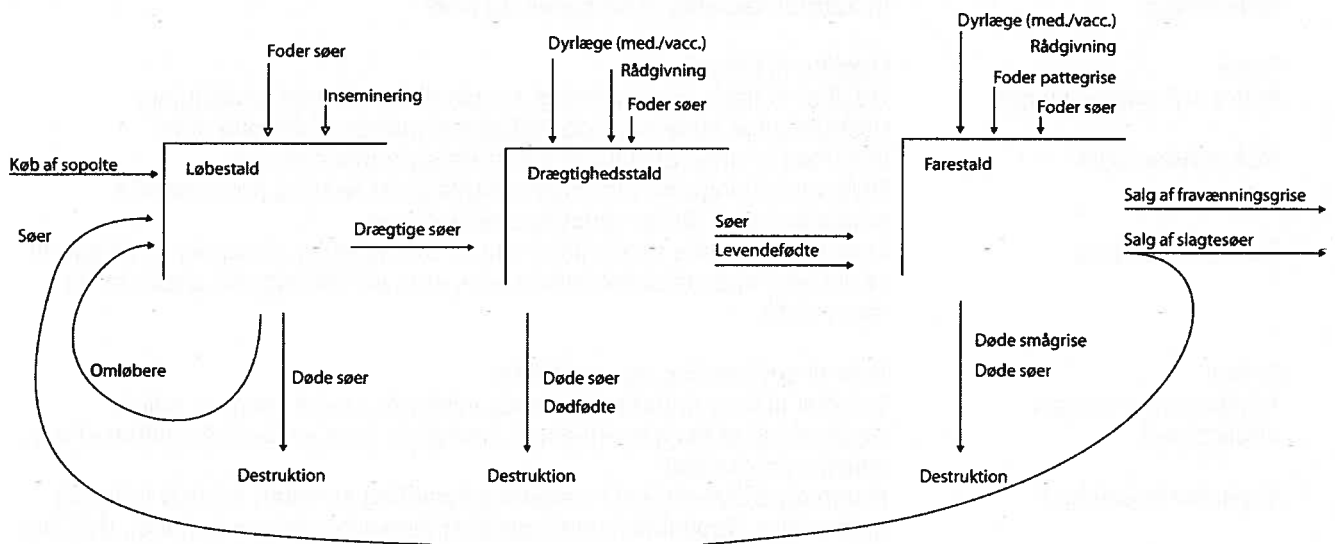 Foder søer
Inseminering
Køb af sopolte
Løbestald
Søer
Drægtige søer
Omløbere
Døde søer
Destruktion
Dyrlæge (med./vacc.)
Rådgivning
Foder søer
Drægtighedsstald
Søer
Levendefødte
Døde søer
Dødfødte
Destruktion
Dyrlæge (med./vacc.)
Rådgivning
Foder pattegrise
Foder søer
Farestald
Salg af fravænningsgrise
Salg af slagtesøer
Døde smågrise
Døde søer
Destruktion